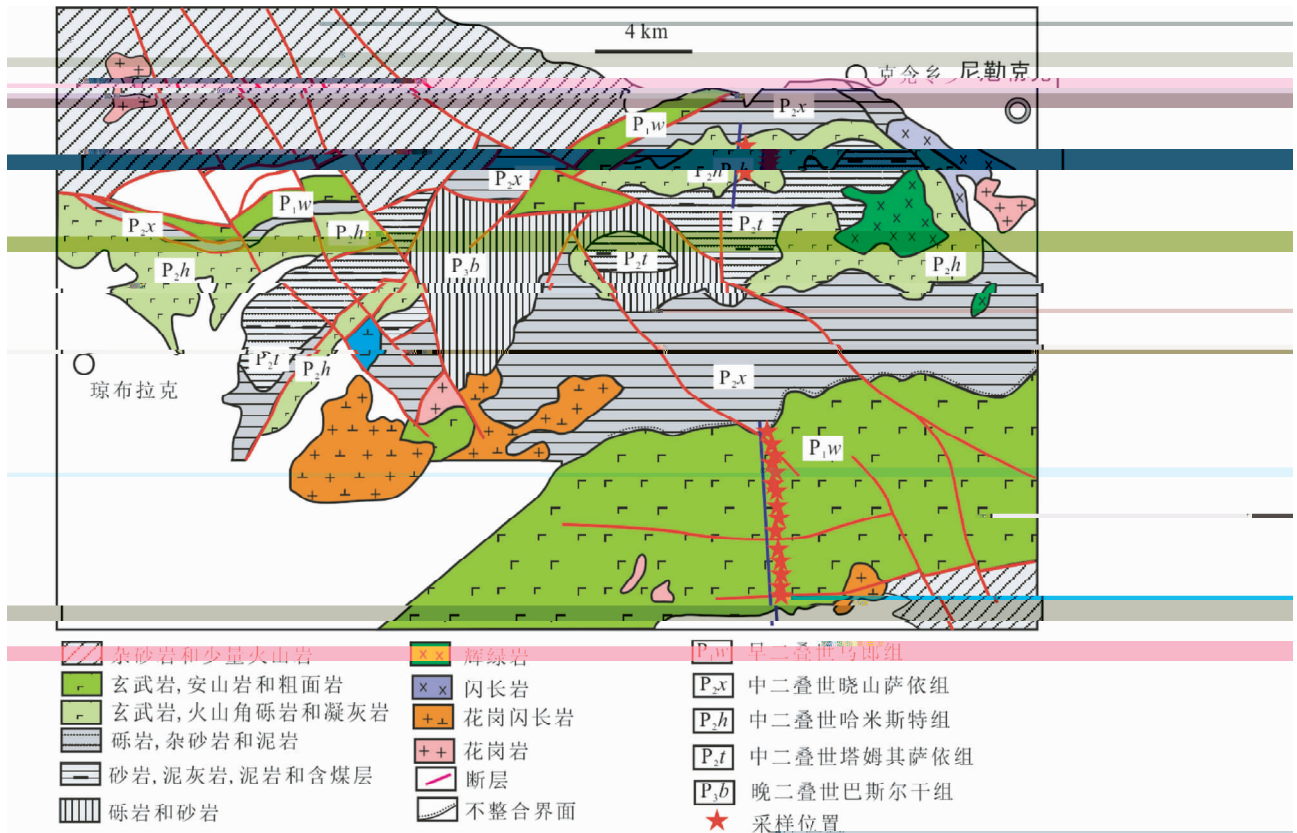 4 km
尼勒克
P₁w
P₂x
P₂x
P₂h
P₁w
P₂x
P₂h
P₂t
P₂h
P₃b
P₂t
P₂h
P₂t
P₂h
P₂x
琼布拉克
P₁w
杂砂岩和少量火山岩
玄武岩,安山岩和粗面岩
玄武岩,火山角砾岩和凝灰岩
砾岩,杂砂岩和泥岩
砂岩,泥灰岩,泥岩和含煤层
砾岩和砂岩
辉绿岩
闪长岩
花岗闪长岩
花岗岩
断层
不整合界面
P₁w 早二叠世乌郎组
P₂x 中二叠世晓山萨依组
P₂h 中二叠世哈米斯特组
P₂t 中二叠世塔姆其萨依组
P₃b 晚二叠世巴斯尔干组
采样位置